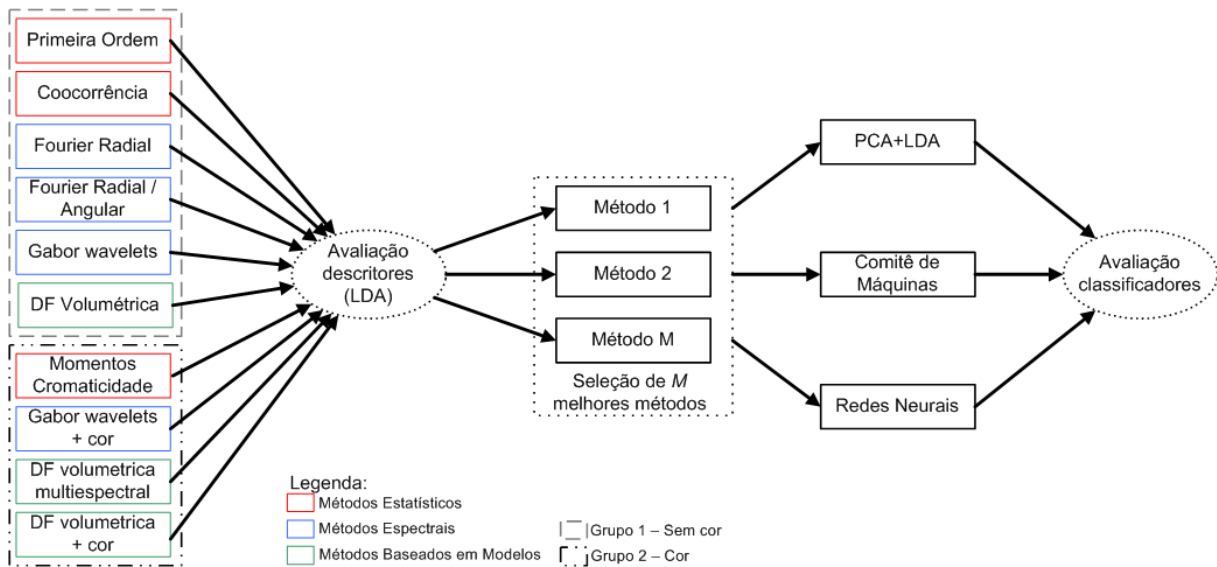 Primeira Ordem
Coocorrência
Fourier Radial
Fourier Radial /
Angular
Gabor wavelets
DF Volumétrica
Momentos
Cromaticidade
Gabor wavelets
+ cor
DF volumetrica
multiespectral
DF volumetrica
+ cor
Avaliação
descritores
(LDA)
Método 1
Método 2
Método M
Seleção de M
melhores métodos
PCA+LDA
Comitê de
Máquinas
Redes Neurais
Avaliação
classificadores
Legenda:
Métodos Estatísticos
Métodos Espectrais
Métodos Baseados em Modelos
Grupo 1 – Sem cor
Grupo 2 – Cor